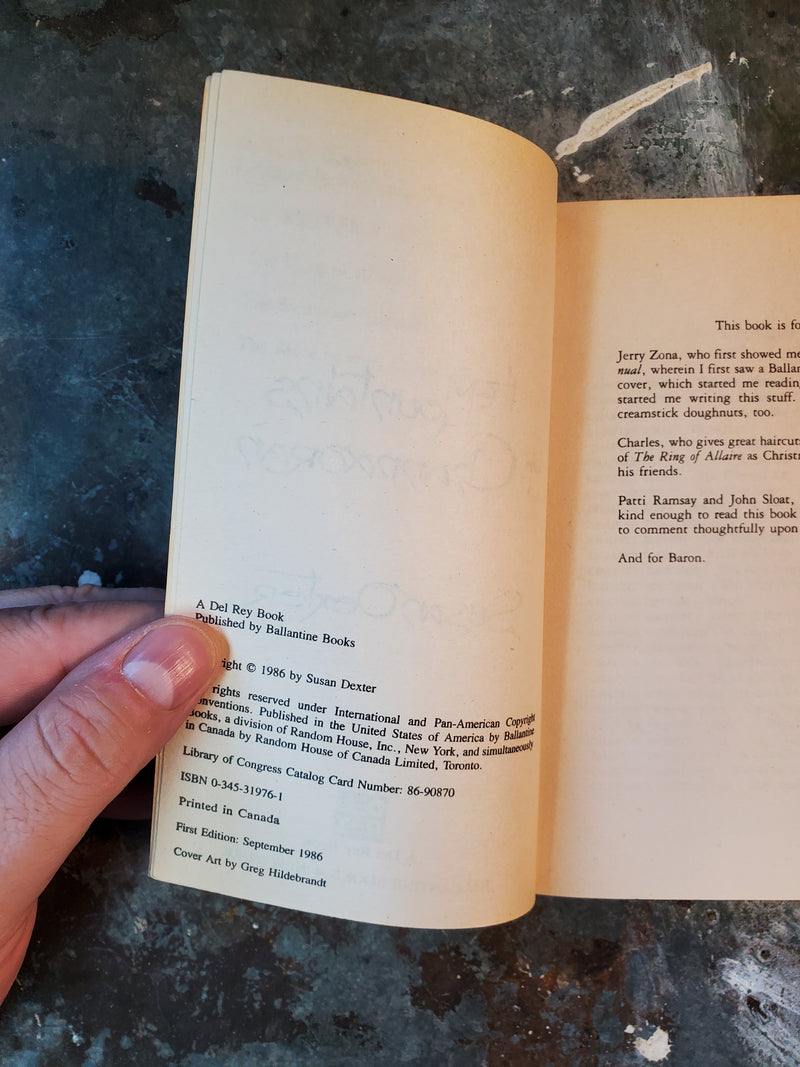 A Del Rey Book
Published by Ballantine Books
right © 1986 by Susan Dexter
rights reserved under International and Pan-American Copyright
onventions. Published in the United States of America by Ballantine
Books, a division of Random House, Inc., New York, and simultaneously
in Canada by Random House of Canada Limited, Toronto.
Library of Congress Catalog Card Number: 86-90870
ISBN 0-345-31976-1
Printed in Canada
First Edition: September 1986
Cover Art by Greg Hildebrandt
This book is fo
Jerry Zona, who first showed me
nual, wherein I first saw a Ballan
cover, which started me reading
started me writing this stuff.
creamstick doughnuts, too.
Charles, who gives great haircuts
of The Ring of Allaire as Christm
his friends.
Patti Ramsay and John Sloat,
kind enough to read this book
to comment thoughtfully upon
And for Baron.